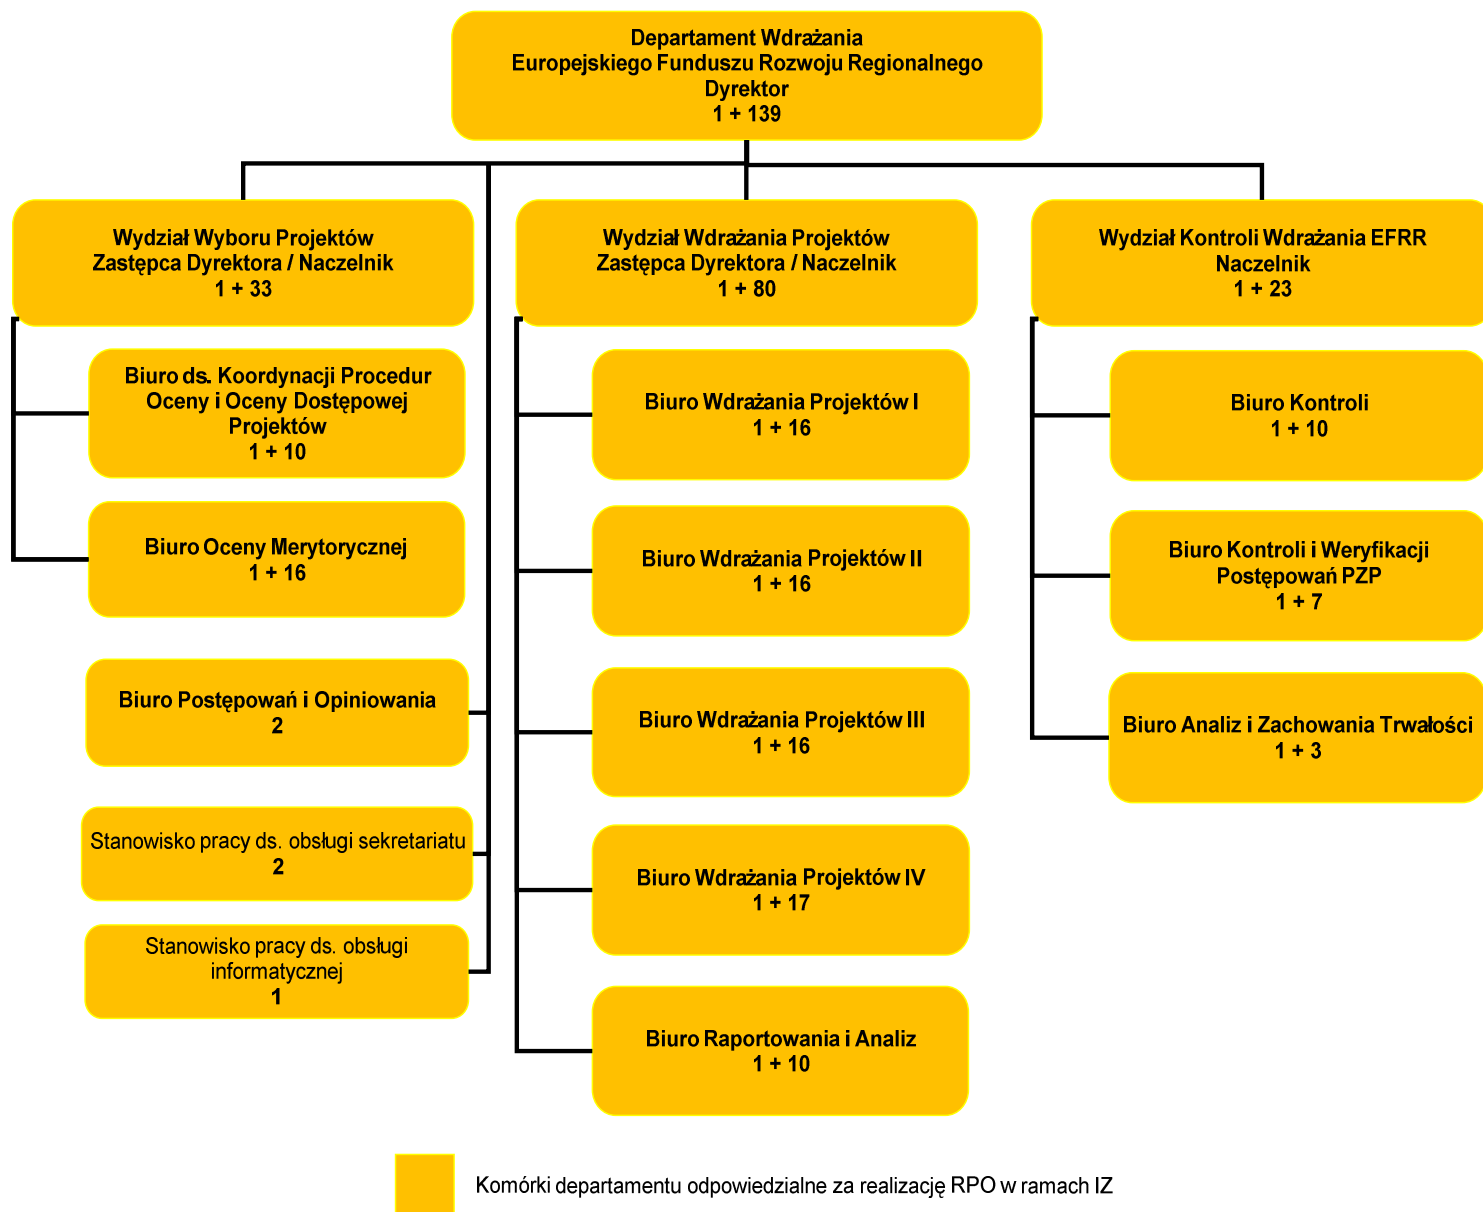 Departament Wdrażania
Europejskiego Funduszu Rozwoju Regionalnego
Dyrektor
1 + 139
Wydział Wyboru Projektów
Zastępca Dyrektora / Naczelnik
1 + 33
Biuro ds. Koordynacji Procedur
Oceny i Oceny Dostępowej
Projektów
1 + 10
Biuro Oceny Merytorycznej
1 + 16
Biuro Postępowań i Opiniowania
2
Stanowisko pracy ds. obsługi sekretariatu
2
Stanowisko pracy ds. obsługi
informatycznej
1
Wydział Wdrażania Projektów
Zastępca Dyrektora / Naczelnik
1 + 80
Biuro Wdrażania Projektów I
1 + 16
Biuro Wdrażania Projektów II
1 + 16
Biuro Wdrażania Projektów III
1 + 16
Biuro Wdrażania Projektów IV
1 + 17
Biuro Raportowania i Analiz
1 + 10
Wydział Kontroli Wdrażania EFRR
Naczelnik
1 + 23
Biuro Kontroli
1 + 10
Biuro Kontroli i Weryfikacji
Postępowań PZP
1 + 7
Biuro Analiz i Zachowania Trwałości
1 + 3
Komórki departamentu odpowiedzialne za realizację RPO w ramach IZ